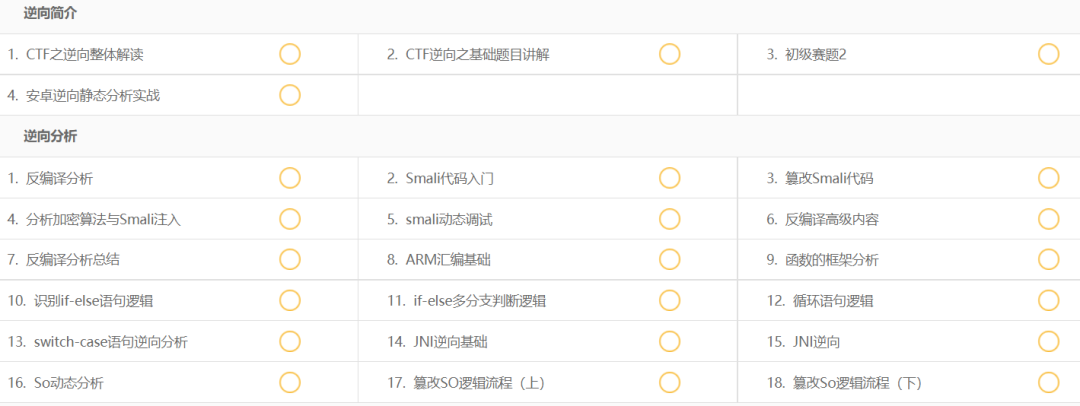 逆向简介
1. CTF之逆向整体解读 2. CTF逆向之基础题目讲解 3. 初级赛题2
4. 安卓逆向静态分析实战
逆向分析
1. 反编译分析 2. Smali代码入门 3. 篡改Smali代码
4. 分析加密算法与Smali注入 5. smali动态调试 6. 反编译高级内容
7. 反编译分析总结 8. ARM汇编基础 9. 函数的框架分析
10. 识别if-else语句逻辑 11. if-else多分支判断逻辑 12. 循环语句逻辑
13. switch-case语句逆向分析 14. JNI逆向基础 15. JNI逆向
16. So动态分析 17. 篡改SO逻辑流程（上） 18. 篡改So逻辑流程（下）